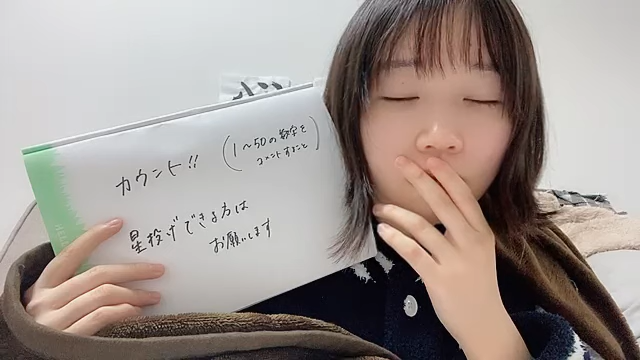 カウント!!
(1〜50の数字を
コメントすること)
星投げできる方は
お願いします